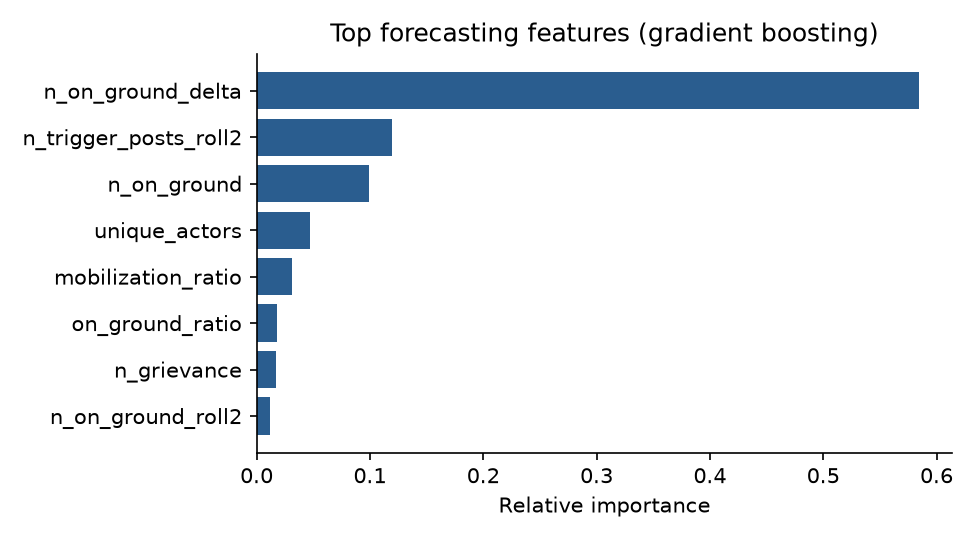 Top forecasting features (gradient boosting)
n_on_ground_delta
n_trigger_posts_roll2
n_on_ground
unique_actors
mobilization_ratio
on_ground_ratio
n_grievance
n_on_ground_roll2
0.0 0.1 0.2 0.3 0.4 0.5 0.6
Relative importance